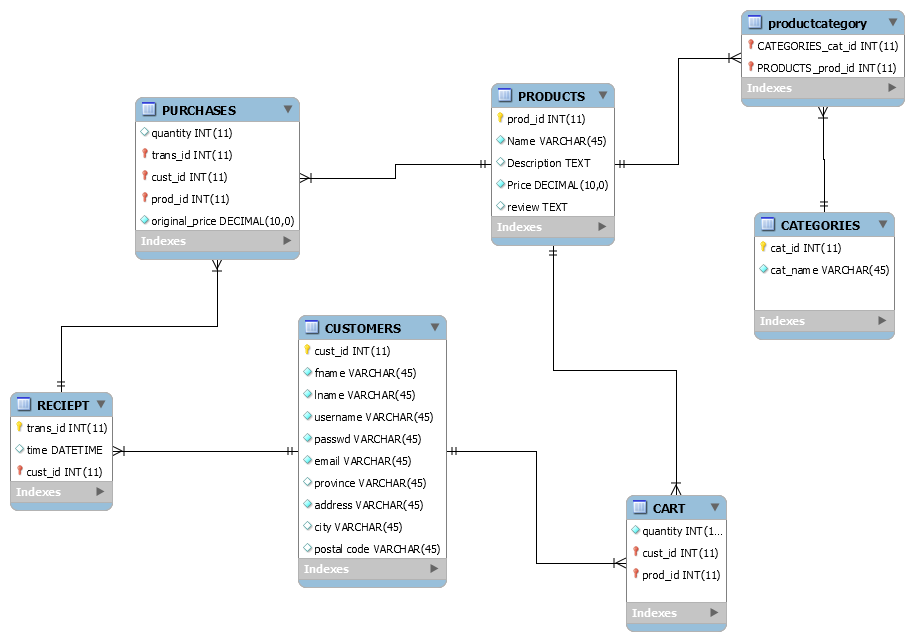 productcategory
CATEGORIES_cat_id INT(11)
PRODUCTS_prod_id INT(11)
Indexes
PURCHASES
quantity INT(11)
trans_id INT(11)
cust_id INT(11)
prod_id INT(11)
original_price DECIMAL(10,0)
Indexes
PRODUCTS
prod_id INT(11)
Name VARCHAR(45)
Description TEXT
Price DECIMAL(10,0)
review TEXT
Indexes
CATEGORIES
cat_id INT(11)
cat_name VARCHAR(45)
Indexes
CUSTOMERS
cust_id INT(11)
fname VARCHAR(45)
lname VARCHAR(45)
username VARCHAR(45)
passwd VARCHAR(45)
email VARCHAR(45)
province VARCHAR(45)
address VARCHAR(45)
city VARCHAR(45)
postal code VARCHAR(45)
Indexes
RECIEPT
trans_id INT(11)
time DATETIME
cust_id INT(11)
Indexes
CART
quantity INT(1...
cust_id INT(11)
prod_id INT(11)
Indexes